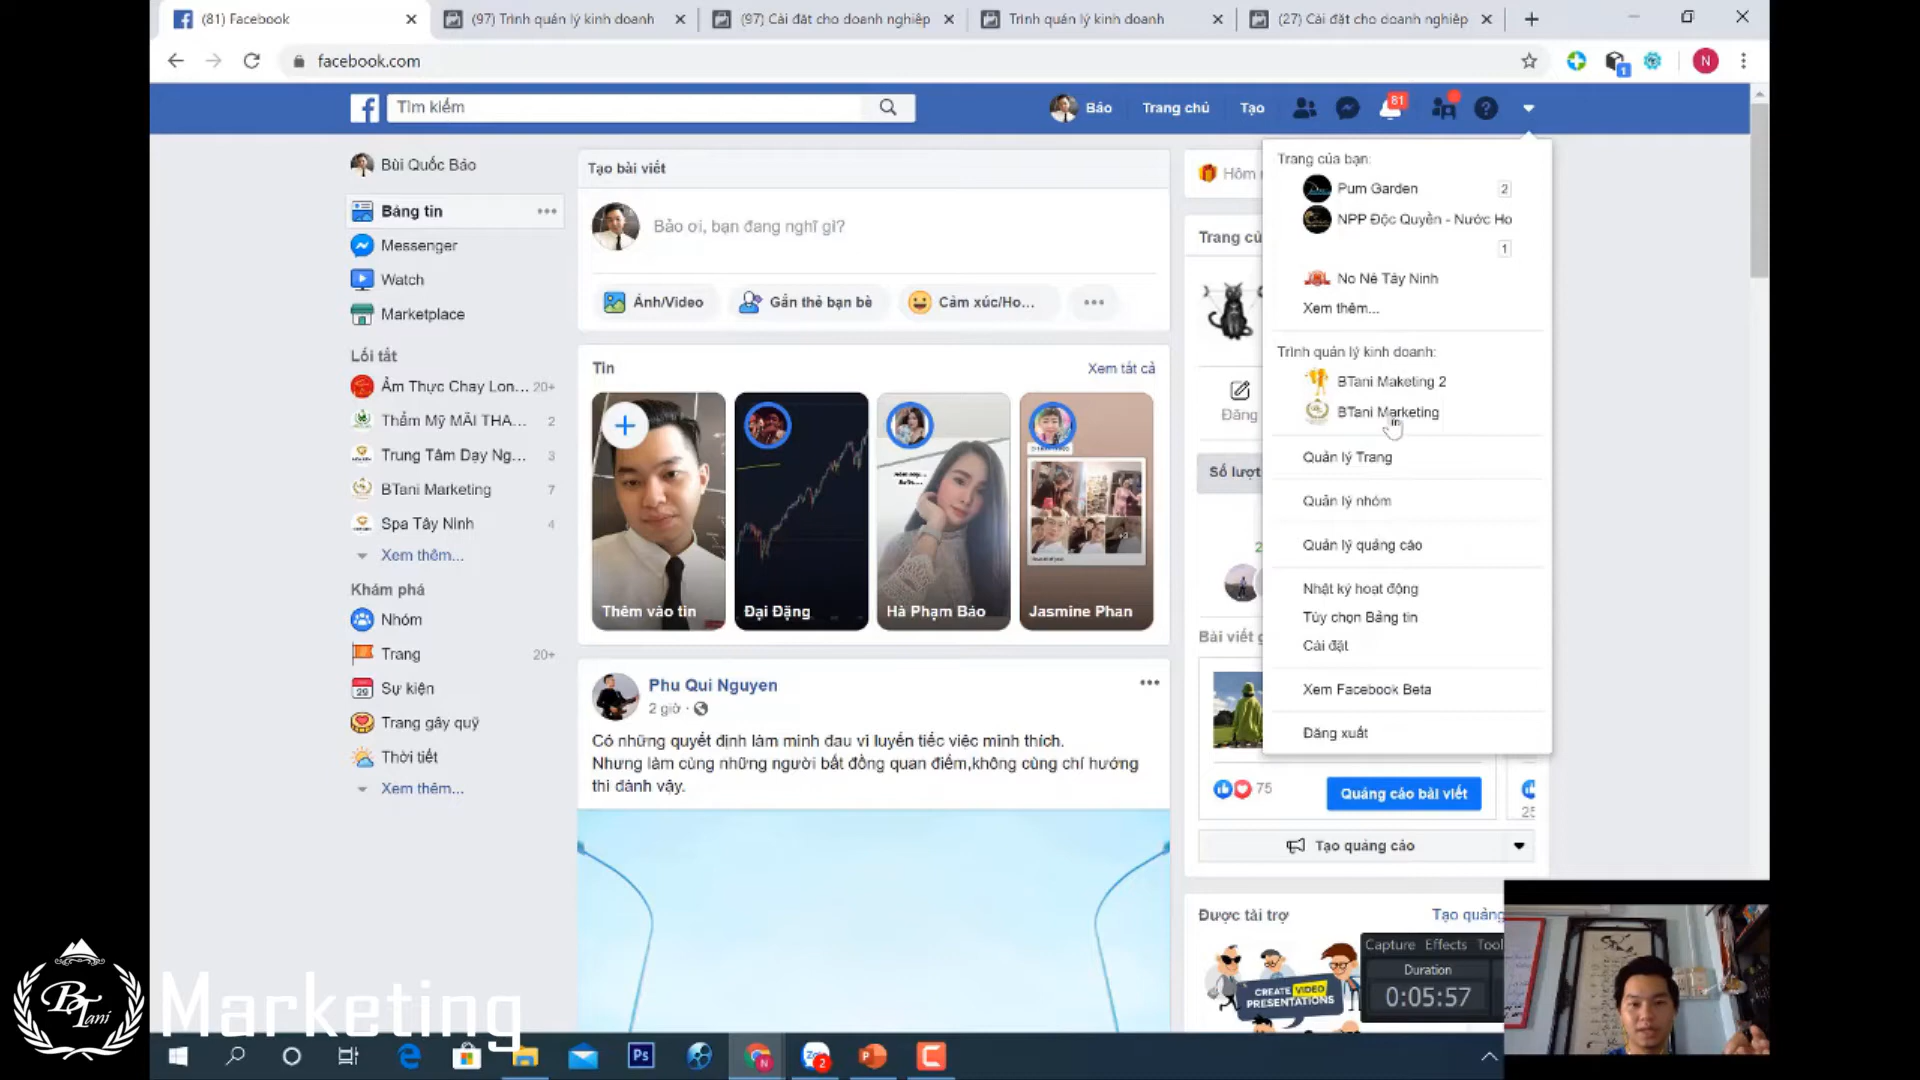 (81) Facebook
(97) Trình quản lý kinh doanh
(97) Cài đặt cho doanh nghiệp
Trình quản lý kinh doanh
(27) Cài đặt cho doanh nghiệp
facebook.com
1
N
Tìm kiếm
Bảo
Trang chủ
Tạo
81
Bùi Quốc Bảo
Bảng tin
Messenger
Watch
Marketplace
Lối tắt
Ẩm Thực Chay Lon... 20+
Thẩm Mỹ MÃI THA... 2
Trung Tâm Dạy Ng... 3
BTani Marketing 7
Spa Tây Ninh 4
Xem thêm...
Khám phá
Nhóm
Trang 20+
Sự kiện
Trang gây quỹ
Thời tiết
Xem thêm...
Tạo bài viết
Bảo ơi, bạn đang nghĩ gì?
Ảnh/Video
Gắn thẻ bạn bè
Cảm xúc/Ho...
Tin
Xem tất cả
Thêm vào tin
Đại Đặng
Hà Phạm Bảo
Jasmine Phan
Phu Qui Nguyen
2 giờ
Có những quyết định làm mình đau vì luyến tiếc việc mình thích.
Nhưng làm cùng những người bất đồng quan điểm,không cùng chí hướng
thì đành vậy.
Hôm
Trang củ
Đăng
Số lượt
Bài viết
75
Quảng cáo bài viết
Tạo quảng cáo
Được tài trợ
Tạo quảng
CREATE VIDEO
PRESENTATIONS
Trang của bạn:
Pum Garden 2
NPP Độc Quyền - Nước Ho
1
No Nê Tây Ninh
Xem thêm...
Trình quản lý kinh doanh:
BTani Maketing 2
BTani Marketing
Quản lý Trang
Quản lý nhóm
Quản lý quảng cáo
Nhật ký hoạt động
Tùy chọn Bảng tin
Cài đặt
Xem Facebook Beta
Đăng xuất
Capture Effects Tool
Duration
0:05:57
BTani
Marketing
Ps
2